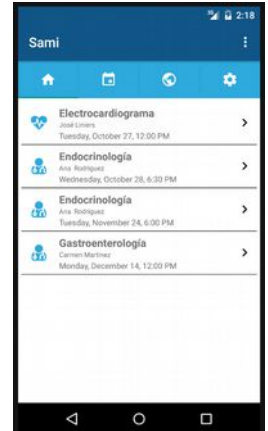 2:18
Sami
Electrocardiograma
José Liniers
Tuesday, October 27, 12:00 PM
Endocrinología
Ana Rodriguez
Wednesday, October 28, 6:30 PM
Endocrinología
Ana Rodriguez
Tuesday, November 24, 6:00 PM
Gastroenterología
Carmen Martinez
Monday, December 14, 12:00 PM